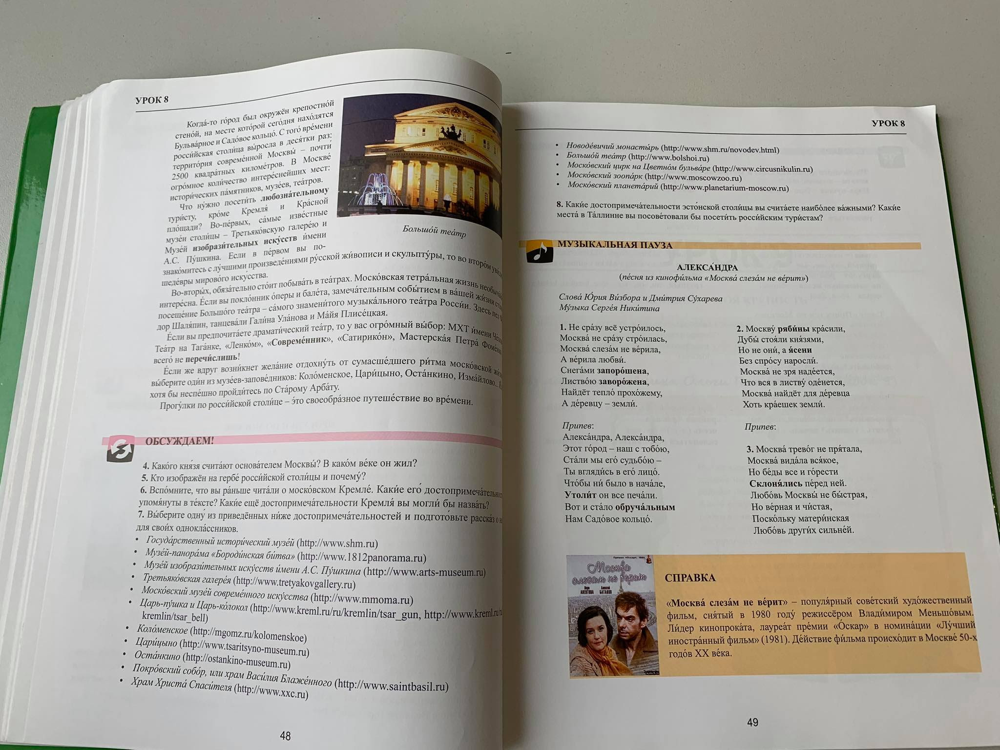 УРОК 8
Когда́-то го́род был окружён крепостно́й
стено́й, на месте кото́рой сего́дня нахо́дятся
Бульва́рное и Садо́вое кольцо́. С того́ вре́мени
росси́йская столи́ца вы́росла в деся́тки раз:
террито́рия совреме́нной Москвы́ – почти́
2500 квадра́тных киломе́тров. В Москве́
огро́мное коли́чество интере́снейших мест:
истори́ческих па́мятников, музе́ев, теа́тров.
Что ну́жно посети́ть любозна́тельному
тури́сту, кро́ме Кремля́ и Кра́сной
пло́щади? Во-пе́рвых, са́мые изве́стные
музе́и столи́цы – Третьяко́вскую галере́ю и
Музе́й изобрази́тельных иску́сств и́мени
А.С. Пу́шкина. Если в пе́рвом вы по-
знако́митесь с лу́чшими произведе́ниями ру́сской жи́вописи и скульпту́ры, то во второ́м
шеде́вры мирово́го иску́сства.
Во-вторы́х, обяза́тельно сто́ит побыва́ть в теа́трах. Моско́вская тетра́льная жизнь
интере́сна. Е́сли вы покло́нник о́перы и бале́та, замеча́тельным собы́тием в ва́шей жи́зни
посеще́ние Большо́го теа́тра – са́мого знамени́того музыка́льного теа́тра Росси́и. Здесь пел
дор Шаля́пин, танцева́ли Гали́на Ула́нова и Ма́йя Плисе́цкая.
Е́сли вы предпочита́ете драмати́ческий теа́тр, то у вас огро́мный вы́бор: МХТ и́мени
Теа́тр на Тага́нке, «Ленко́м», «Совреме́нник», «Сатирико́н», Мастерска́я Петра́
всего́ не перечи́слишь!
Е́сли же вдруг возни́кнет жела́ние отдохну́ть от сумасше́дшего ри́тма моско́вской
вы́берите оди́н из музе́ев-запове́дников: Коло́менское, Цари́цыно, Оста́нкино, Изма́йлово...
хотя́ бы неспе́шно пройди́тесь по Ста́рому Арба́ту.
Прогу́лки по росси́йской столи́це – э́то своеобра́зное путеше́ствие во вре́мени.
Большо́й теа́тр
ОБСУЖДАЕМ!
4. Како́го кня́зя счита́ют основа́телем Москвы́? В како́м ве́ке он жил?
5. Кто изображён на гербе́ росси́йской столи́цы и почему́?
6. Вспо́мните, что вы ра́ньше чита́ли о моско́вском Кремле́. Каки́е его́
упомя́нуты в те́ксте? Каки́е ещё достопримеча́тельности Кремля́ вы могли́ бы назва́ть?
7. Вы́берите одну́ из приведённых ни́же достопримеча́тельностей и подгото́вьте расска́з о
для свои́х однокла́ссников.
• Госуда́рственный истори́ческий музе́й (http://www.shm.ru)
• Музе́й-панора́ма «Бороди́нская би́тва» (http://www.1812panorama.ru)
• Музе́й изобрази́тельных иску́сств и́мени А.С. Пу́шкина (http://www.arts-museum.ru)
• Третьяко́вская галере́я (http://www.tretyakovgallery.ru)
• Моско́вский музе́й совреме́нного иску́сства (http://www.mmoma.ru)
• Царь-пу́шка и Царь-ко́локол (http://www.kreml.ru/ru/kremlin/tsar_gun, http://www.kreml.ru/
kremlin/tsar_bell)
• Коло́менское (http://mgomz.ru/kolomenskoe)
• Цари́цыно (http://www.tsaritsyno-museum.ru)
• Оста́нкино (http://ostankino-museum.ru)
• Покро́вский собо́р, или храм Васи́лия Блаже́нного (http://www.saintbasil.ru)
• Храм Христа́ Спаси́теля (http://www.xxc.ru)
48
УРОК 8
• Новоде́вичий монасты́рь (http://www.shm.ru/novodev.html)
• Большо́й теа́тр (http://www.bolshoi.ru)
• Моско́вский цирк на Цветно́м бульва́ре (http://www.circusnikulin.ru)
• Моско́вский зоопа́рк (http://www.moscowzoo.ru)
• Моско́вский планета́рий (http://www.planetarium-moscow.ru)
8. Каки́е достопримеча́тельности эсто́нской столи́цы вы счита́ете наибо́лее ва́жными? Каки́е
места́ в Та́ллинне вы посове́товали бы посети́ть росси́йским тури́стам?
МУЗЫКАЛЬНАЯ ПАУЗА
АЛЕКСА́НДРА
(пе́сня из кинофи́льма «Москва́ слеза́м не ве́рит»)
Слова́ Ю́рия Ви́збора и Дми́трия Су́харева
Му́зыка Серге́я Ники́тина
1. Не сра́зу всё устро́илось,
Москва́ не сра́зу стро́илась,
Москва́ слеза́м не ве́рила,
А ве́рила любви́.
Снега́ми запоро́шена,
Листво́ю заворо́жена,
Найдёт тепло́ прохо́жему,
А де́ревцу – земли́.
Припев:
Алекса́ндра, Алекса́ндра,
Этот го́род – наш с тобо́ю,
Ста́ли мы его́ судьбо́ю –
Ты вгляди́сь в его́ лицо́.
Что́бы ни́ было в нача́ле,
Утоли́т он все печа́ли.
Вот и ста́ло обруча́льным
Нам Садо́вое кольцо́.
2. Москву́ ряби́ны кра́сили,
Дубы́ стоя́ли князя́ми,
Но не они́, а я́сени
Без спро́су наросли́.
Москва́ не зря наде́ется,
Что вся в листву́ оде́нется,
Москва́ найдёт для де́ревца
Хоть кра́ешек земли́.
Припев:
3. Москва́ трево́г не пря́тала,
Москва́ вида́ла вся́кое,
Но бе́ды все и го́рести
Склоня́лись пе́ред ней.
Любо́вь Москвы́ не бы́страя,
Но ве́рная и чи́стая,
Поско́льку матери́нская
Любо́вь други́х сильне́й.
Премия «Оскар», 1980
Москва
слезам не верит
Вера Алексей
АЛЕНТОВА БАТАЛОВ
СПРАВКА
«Москва́ слеза́м не ве́рит» – популя́рный сове́тский худо́жественный
фильм, сня́тый в 1980 году́ режиссёром Влади́миром Меньшо́вым.
Ли́дер кинопрока́та, лауреа́т пре́мии «О́скар» в номина́ции «Лу́чший
иностра́нный фильм» (1981). Де́йствие фи́льма происхо́дит в Москве́ 50-х
годо́в XX ве́ка.
49